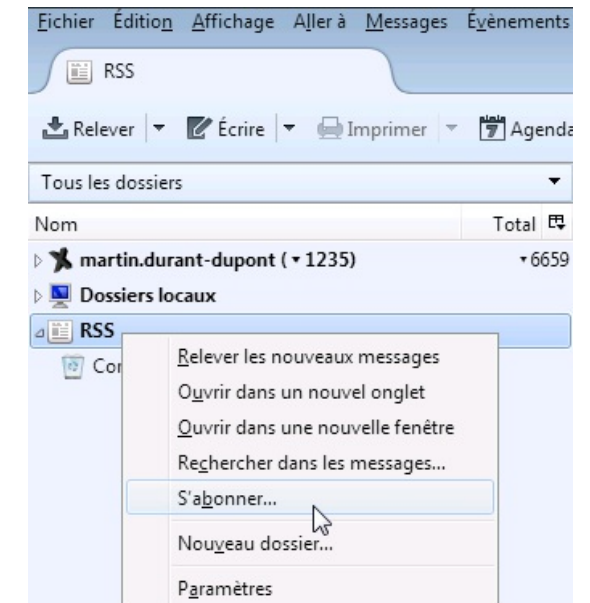 Fichier Édition Affichage Aller à Messages Évènements
RSS
Relever Écrire Imprimer Agenda
Tous les dossiers
Nom Total
martin.durant-dupont ( ▾ 1235) ▾ 6659
Dossiers locaux
RSS
Cor
Relever les nouveaux messages
Ouvrir dans un nouvel onglet
Ouvrir dans une nouvelle fenêtre
Rechercher dans les messages...
S'abonner...
Nouveau dossier...
Paramètres